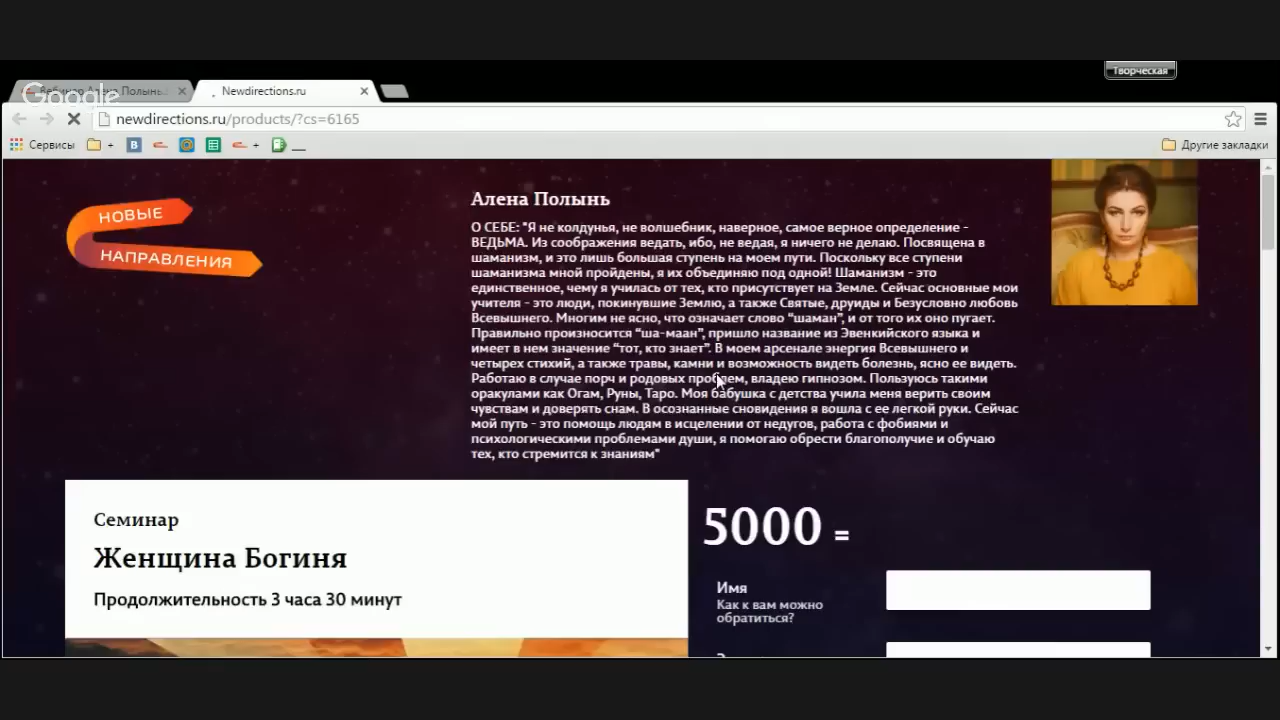 Творческая
Google
Вебинар Алена Полынь.
Newdirections.ru
newdirections.ru/products/?cs=6165
Сервисы
+
+
Другие закладки
НОВЫЕ
НАПРАВЛЕНИЯ
Алена Полынь
О СЕБЕ: "Я не колдунья, не волшебник, наверное, самое верное определение -
ВЕДЬМА. Из соображения ведать, ибо, не ведая, я ничего не делаю. Посвящена в
шаманизм, и это лишь большая ступень на моем пути. Поскольку все ступени
шаманизма мной пройдены, я их объединяю под одной! Шаманизм - это
единственное, чему я училась от тех, кто присутствует на Земле. Сейчас основные мои
учителя - это люди, покинувшие Землю, а также Святые, друиды и Безусловно любовь
Всевышнего. Многим не ясно, что означает слово “шаман”, и от того их оно пугает.
Правильно произносится “ша-маан”, пришло название из Эвенкийского языка и
имеет в нем значение “тот, кто знает”. В моем арсенале энергия Всевышнего и
четырех стихий, а также травы, камни и возможность видеть болезнь, ясно ее видеть.
Работаю в случае порч и родовых проблем, владею гипнозом. Пользуюсь такими
оракулами как Огам, Руны, Таро. Моя бабушка с детства учила меня верить своим
чувствам и доверять снам. В осознанные сновидения я вошла с ее легкой руки. Сейчас
мой путь - это помощь людям в исцелении от недугов, работа с фобиями и
психологическими проблемами души, я помогаю обрести благополучие и обучаю
тех, кто стремится к знаниям"
Семинар
Женщина Богиня
Продолжительность 3 часа 30 минут
5000 =
Имя
Как к вам можно
обратиться?